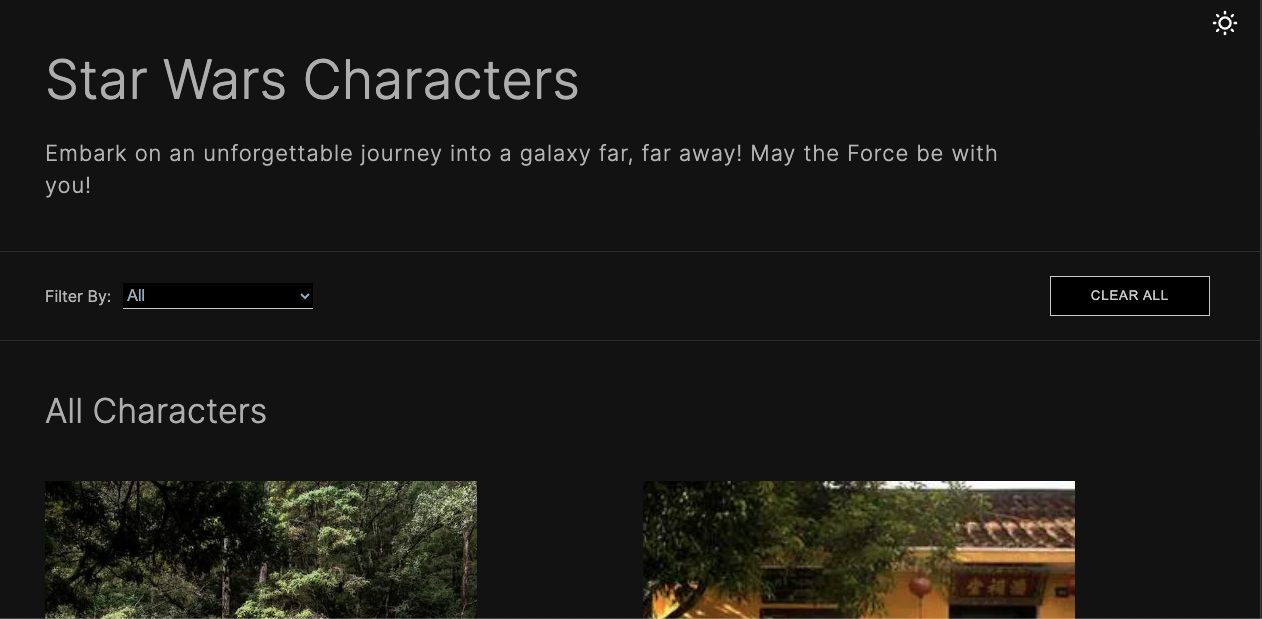 Star Wars Characters
Embark on an unforgettable journey into a galaxy far, far away! May the Force be with
you!
Filter By:
All
CLEAR ALL
All Characters